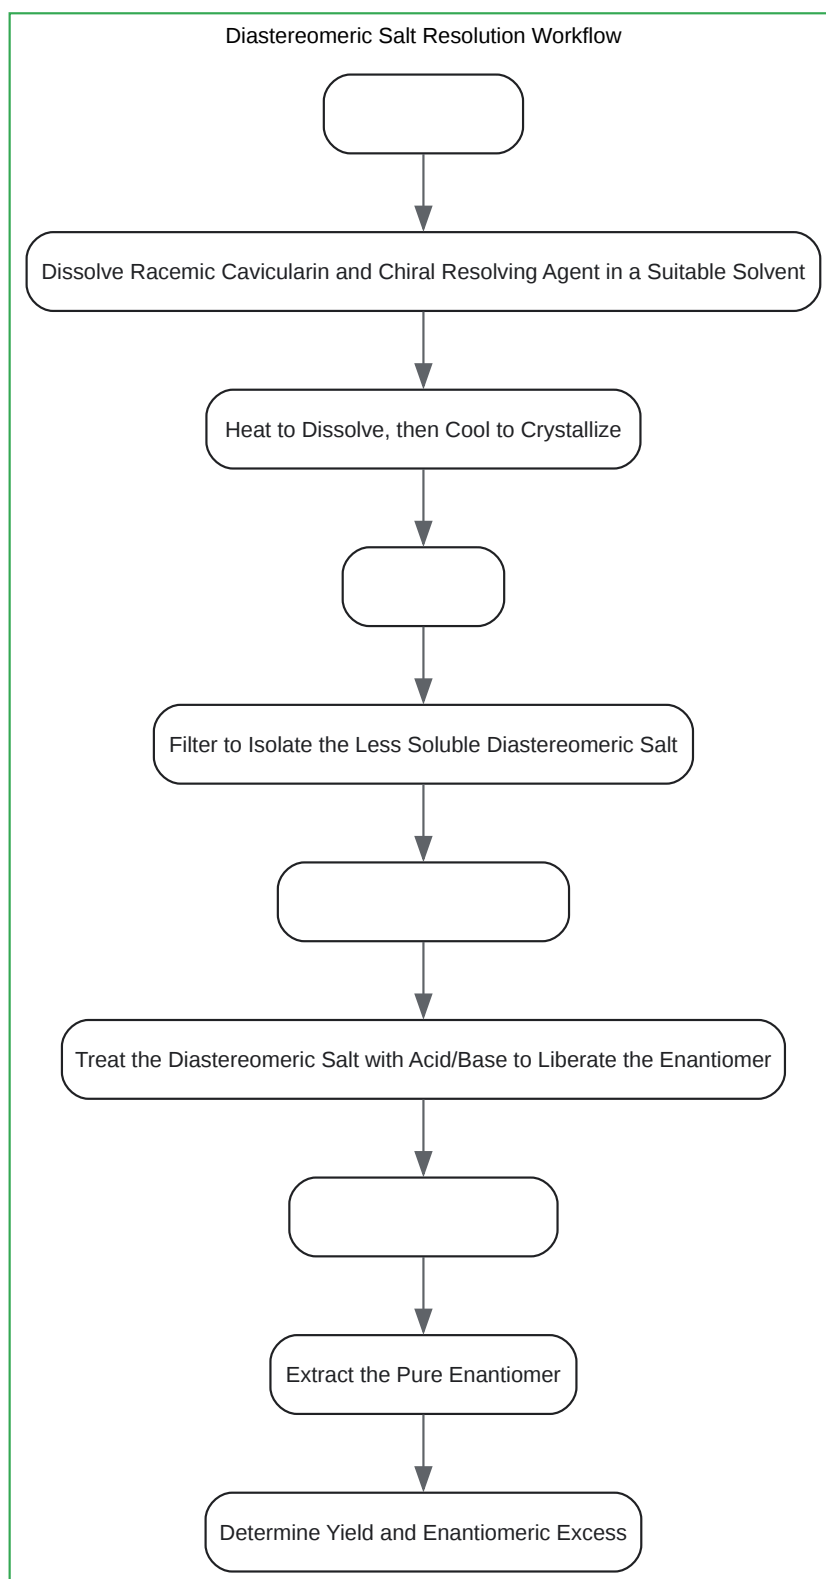 Diastereomeric Salt Resolution Workflow
Dissolve Racemic Cavicularin and Chiral Resolving Agent in a Suitable Solvent
Heat to Dissolve, then Cool to Crystallize
Filter to Isolate the Less Soluble Diastereomeric Salt
Treat the Diastereomeric Salt with Acid/Base to Liberate the Enantiomer
Extract the Pure Enantiomer
Determine Yield and Enantiomeric Excess